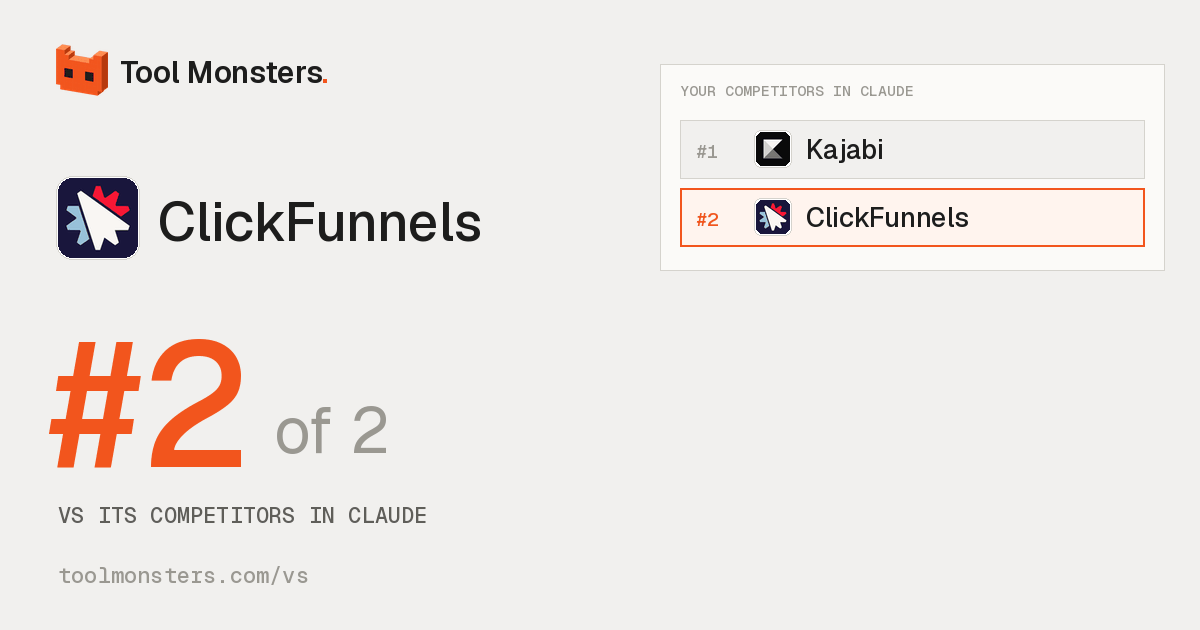 Tool Monsters.
ClickFunnels
#2 of 2
VS ITS COMPETITORS IN CLAUDE
toolmonsters.com/vs
YOUR COMPETITORS IN CLAUDE
#1 Kajabi
#2 ClickFunnels